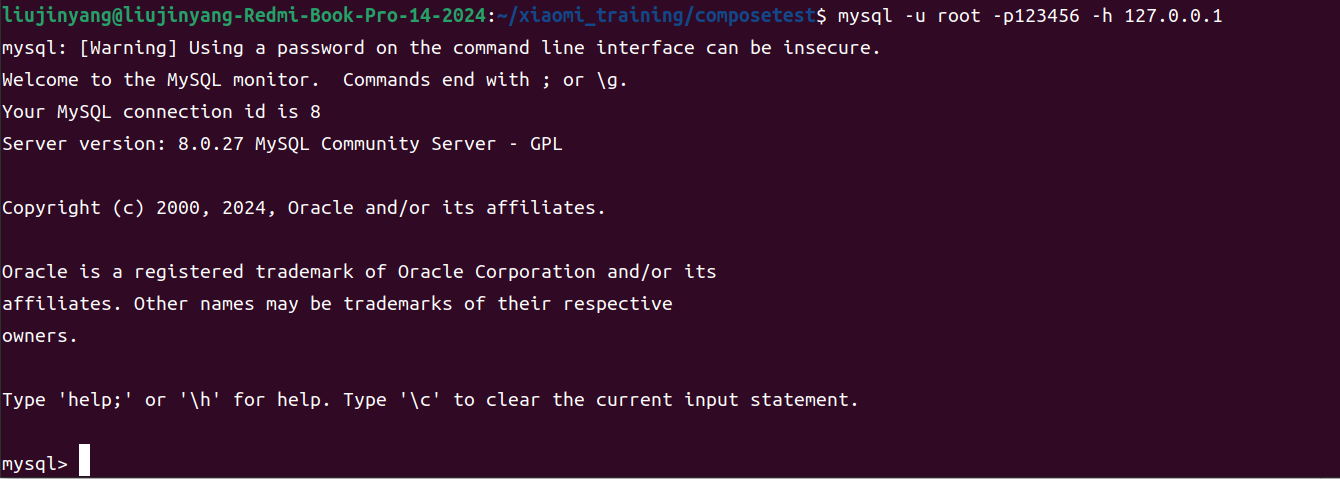 liujinyang@liujinyang-Redmi-Book-Pro-14-2024:~/xiaomi_training/composetest$ mysql -u root -p123456 -h 127.0.0.1
mysql: [Warning] Using a password on the command line interface can be insecure.
Welcome to the MySQL monitor.  Commands end with ; or \g.
Your MySQL connection id is 8
Server version: 8.0.27 MySQL Community Server - GPL
Copyright (c) 2000, 2024, Oracle and/or its affiliates.
Oracle is a registered trademark of Oracle Corporation and/or its
affiliates. Other names may be trademarks of their respective
owners.
Type 'help;' or '\h' for help. Type '\c' to clear the current input statement.
mysql>